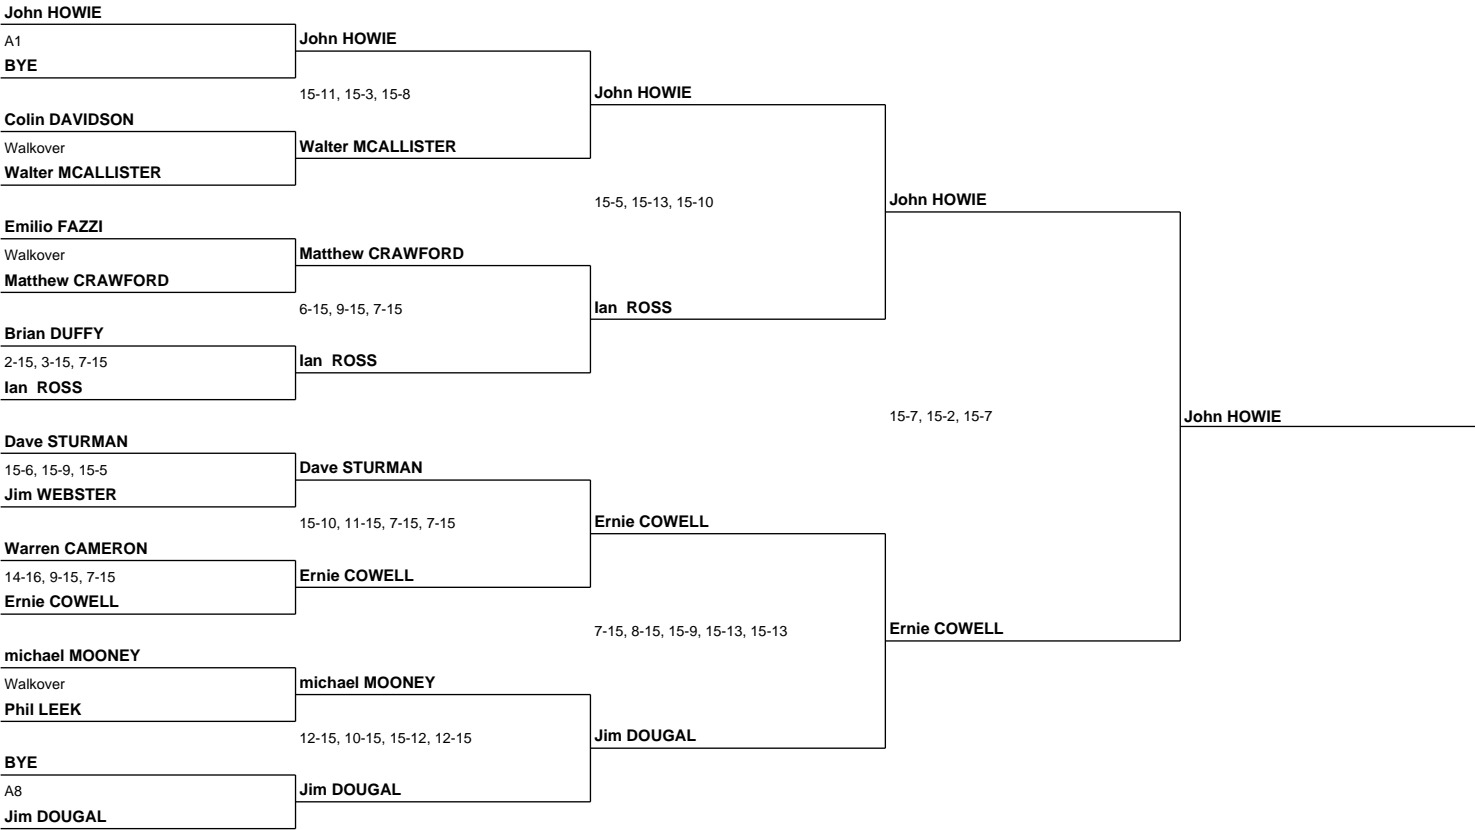 John HOWIE
A1
BYE
Colin DAVIDSON
Walkover
Walter MCALLISTER
Emilio FAZZI
Walkover
Matthew CRAWFORD
Brian DUFFY
2-15, 3-15, 7-15
Ian  ROSS
Dave STURMAN
15-6, 15-9, 15-5
Jim WEBSTER
Warren CAMERON
14-16, 9-15, 7-15
Ernie COWELL
michael MOONEY
Walkover
Phil LEEK
BYE
A8
Jim DOUGAL
John HOWIE
15-11, 15-3, 15-8
Walter MCALLISTER
Matthew CRAWFORD
6-15, 9-15, 7-15
Ian  ROSS
Dave STURMAN
15-10, 11-15, 7-15, 7-15
Ernie COWELL
michael MOONEY
12-15, 10-15, 15-12, 12-15
Jim DOUGAL
John HOWIE
15-5, 15-13, 15-10
Ian  ROSS
Ernie COWELL
7-15, 8-15, 15-9, 15-13, 15-13
Jim DOUGAL
John HOWIE
15-7, 15-2, 15-7
Ernie COWELL
John HOWIE